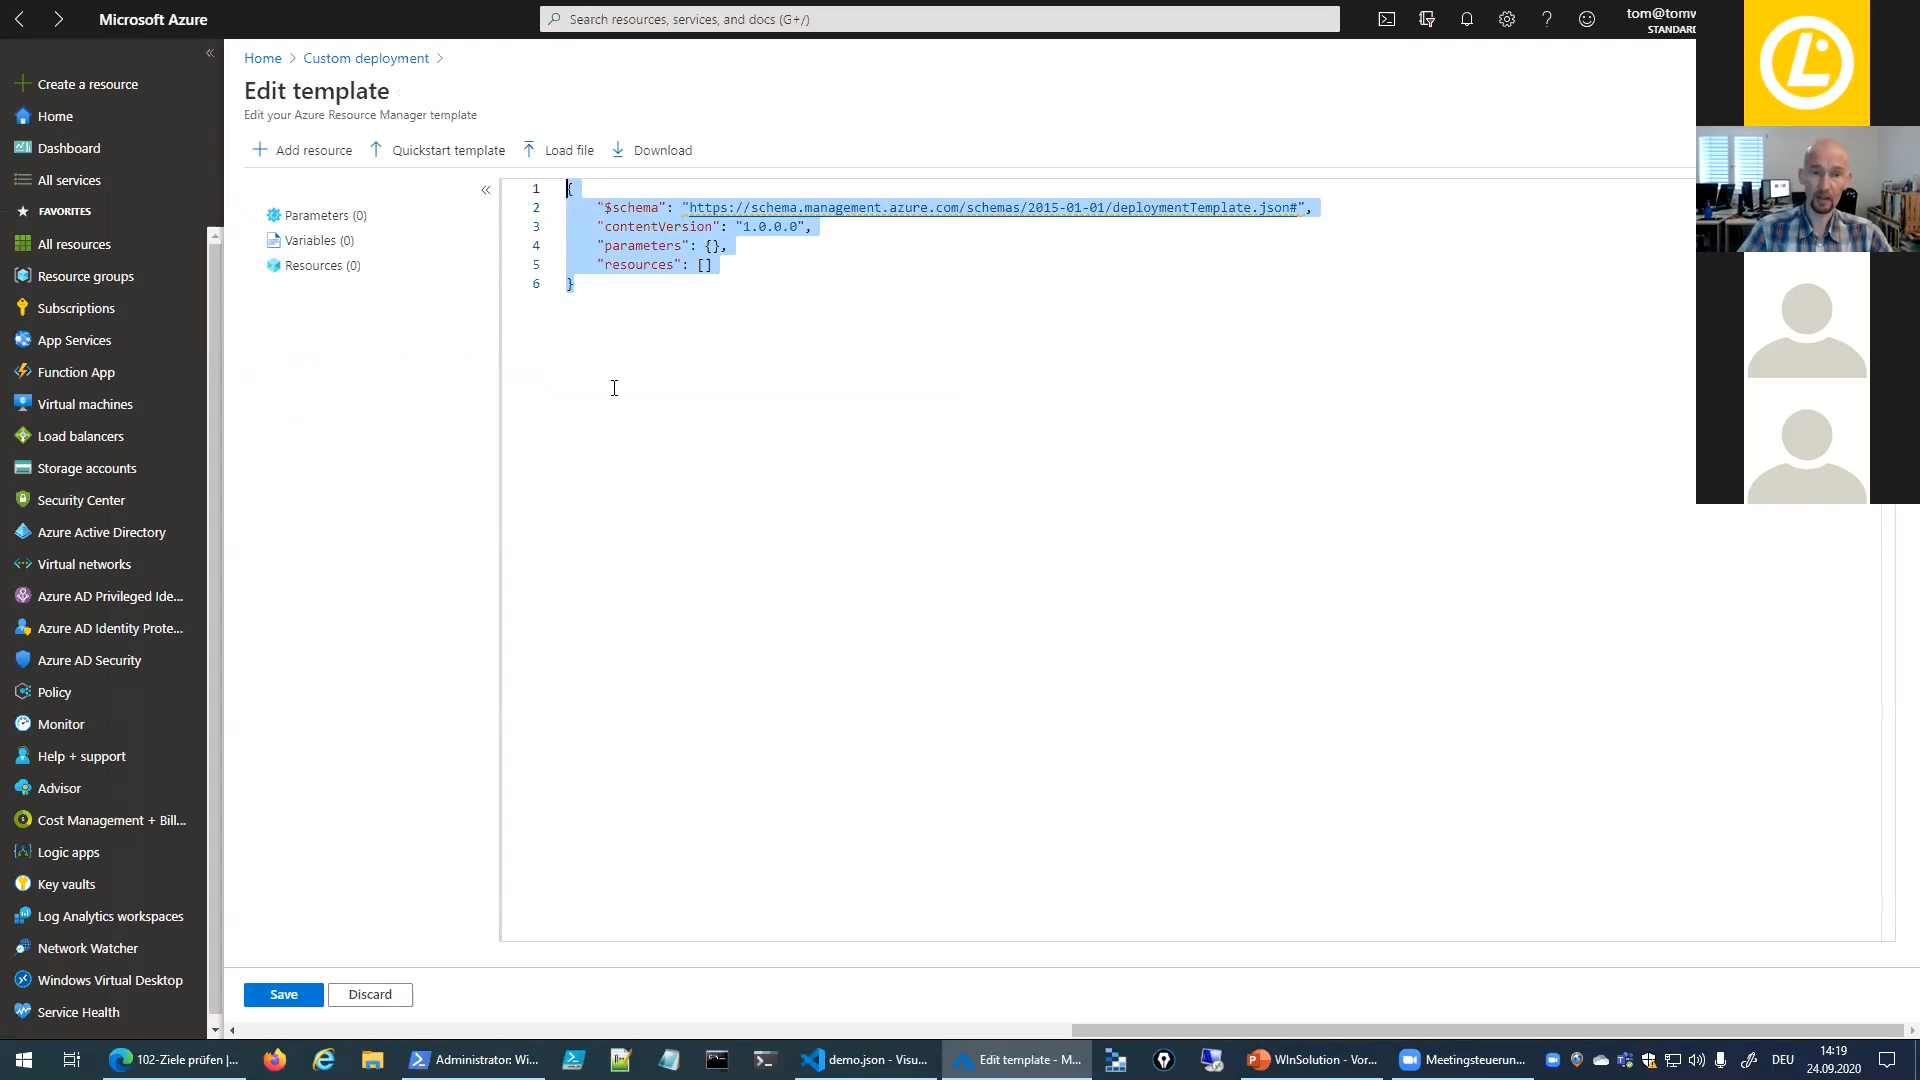 Microsoft Azure
Search resources, services, and docs (G+/)
tom@tomw
STANDARD
Create a resource
Home
Dashboard
All services
FAVORITES
All resources
Resource groups
Subscriptions
App Services
Function App
Virtual machines
Load balancers
Storage accounts
Security Center
Azure Active Directory
Virtual networks
Azure AD Privileged Ide...
Azure AD Identity Prote...
Azure AD Security
Policy
Monitor
Help + support
Advisor
Cost Management + Bill...
Logic apps
Key vaults
Log Analytics workspaces
Network Watcher
Windows Virtual Desktop
Service Health
Home > Custom deployment >
Edit template
Edit your Azure Resource Manager template
Add resource Quickstart template Load file Download
Parameters (0)
Variables (0)
Resources (0)
1 {
2 "$schema": "https://schema.management.azure.com/schemas/2015-01-01/deploymentTemplate.json#",
3 "contentVersion": "1.0.0.0",
4 "parameters": {},
5 "resources": []
6 }
Save Discard
L
102-Ziele prüfen |...
Administrator: Wi...
demo.json - Visu...
Edit template - M...
WInSolution - Vor...
Meetingsteuerun...
DEU
14:19
24.09.2020